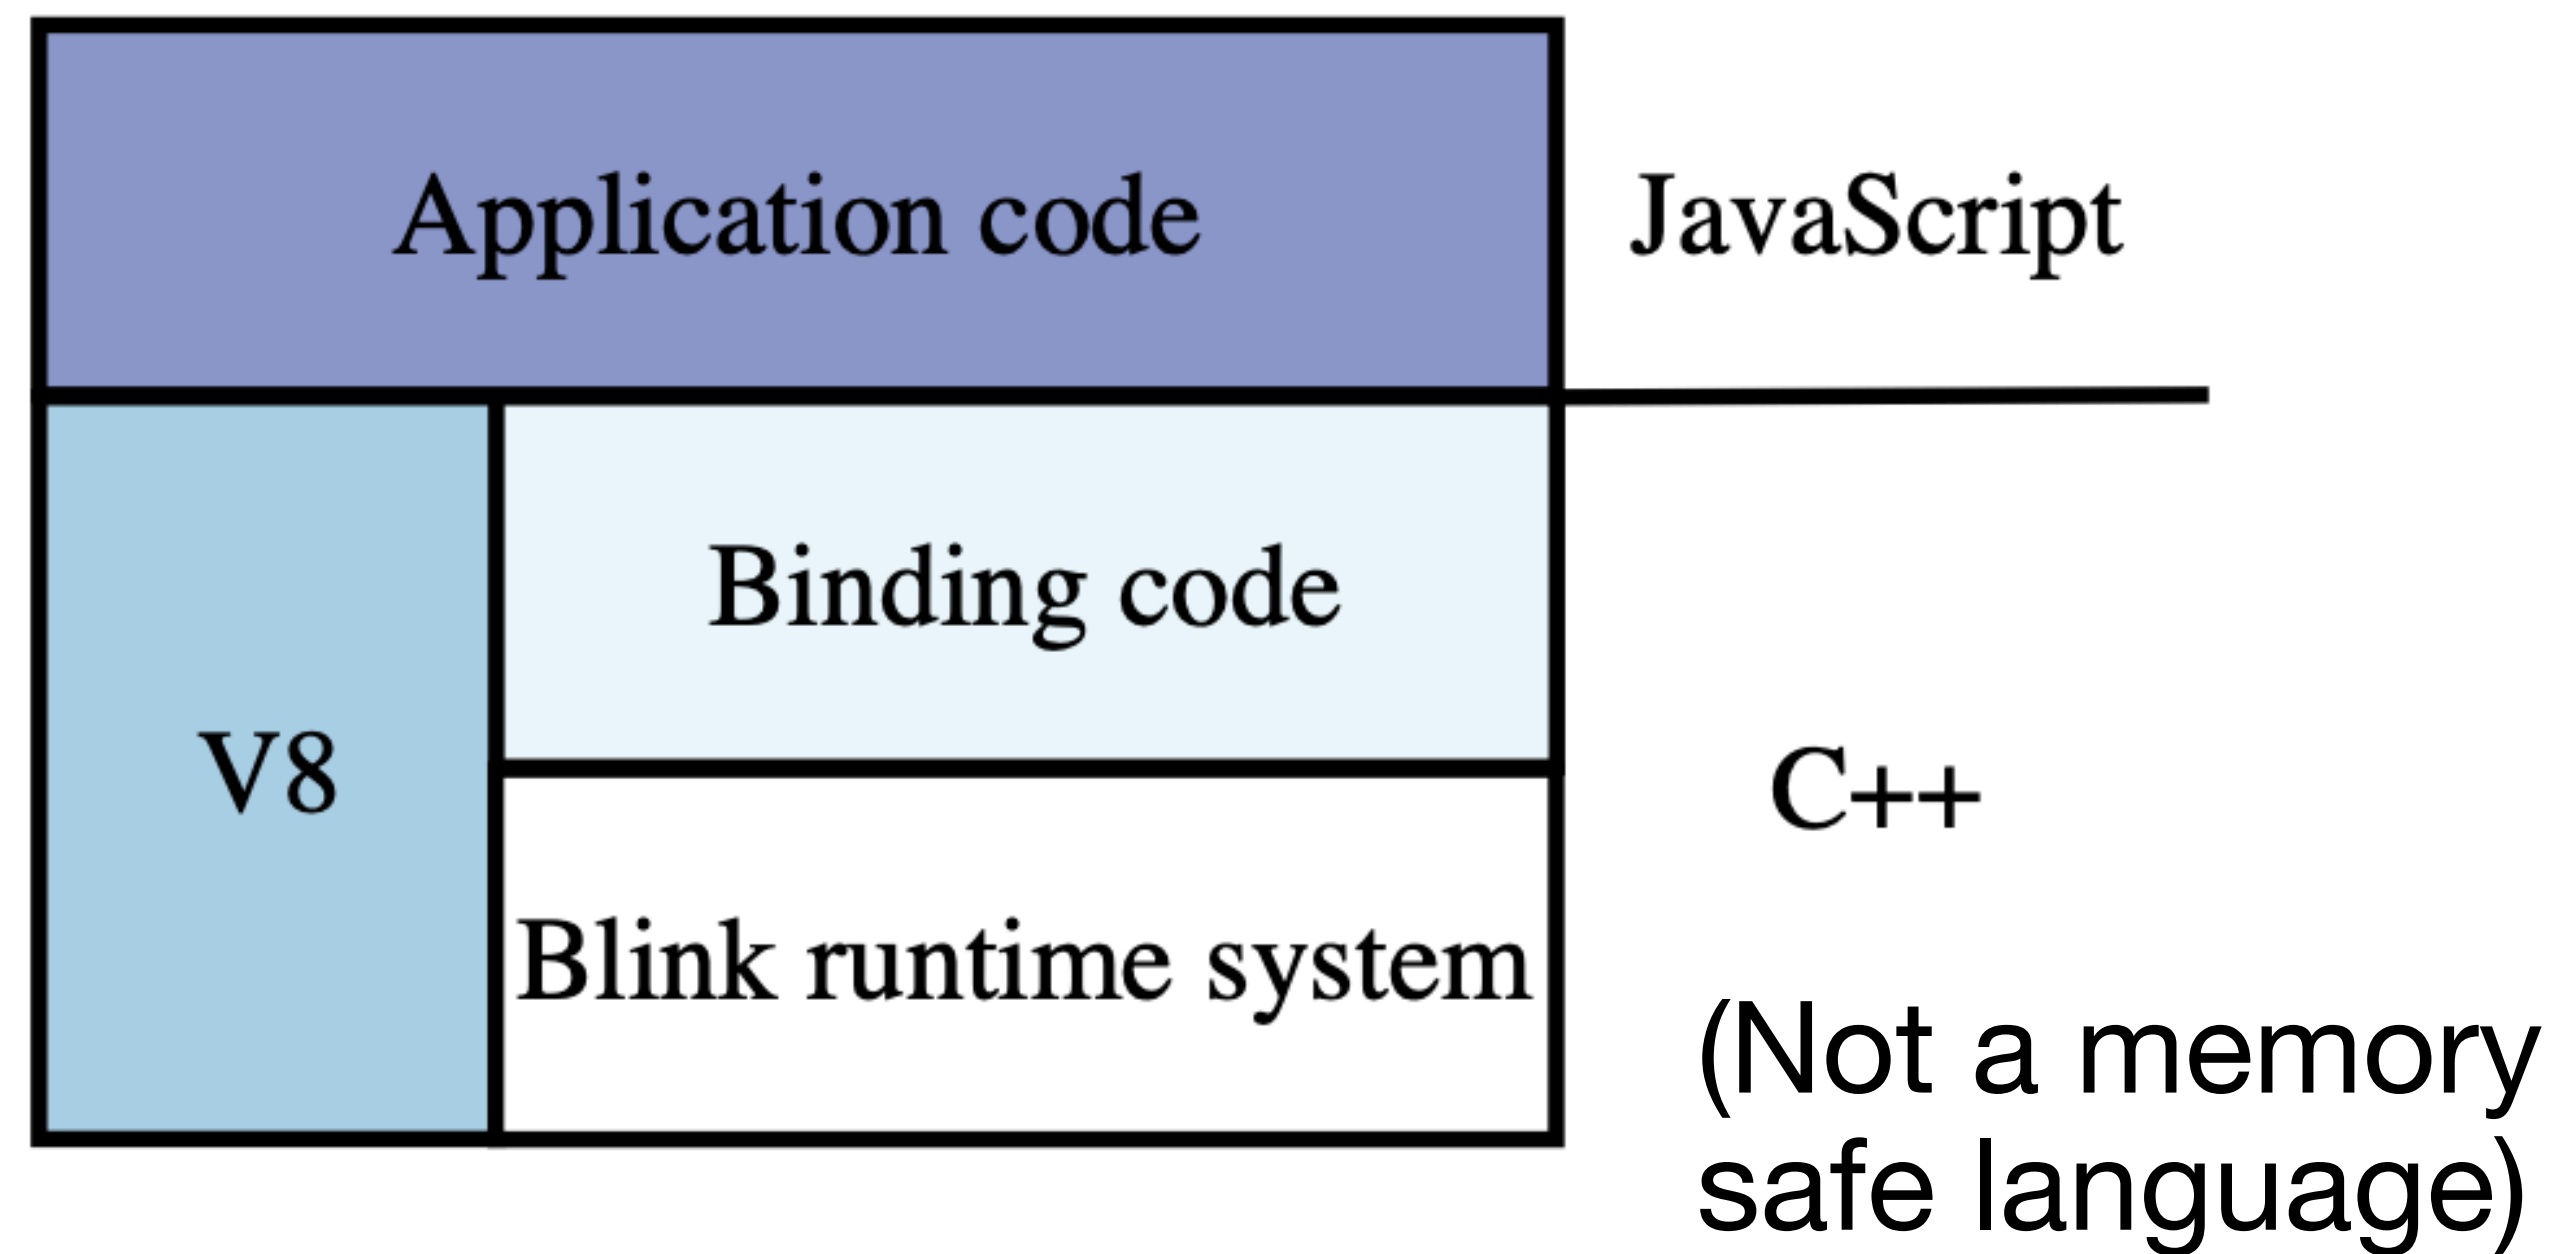 Application code
JavaScript
Binding code
V8
C++
Blink runtime system
(Not a memory
safe language)